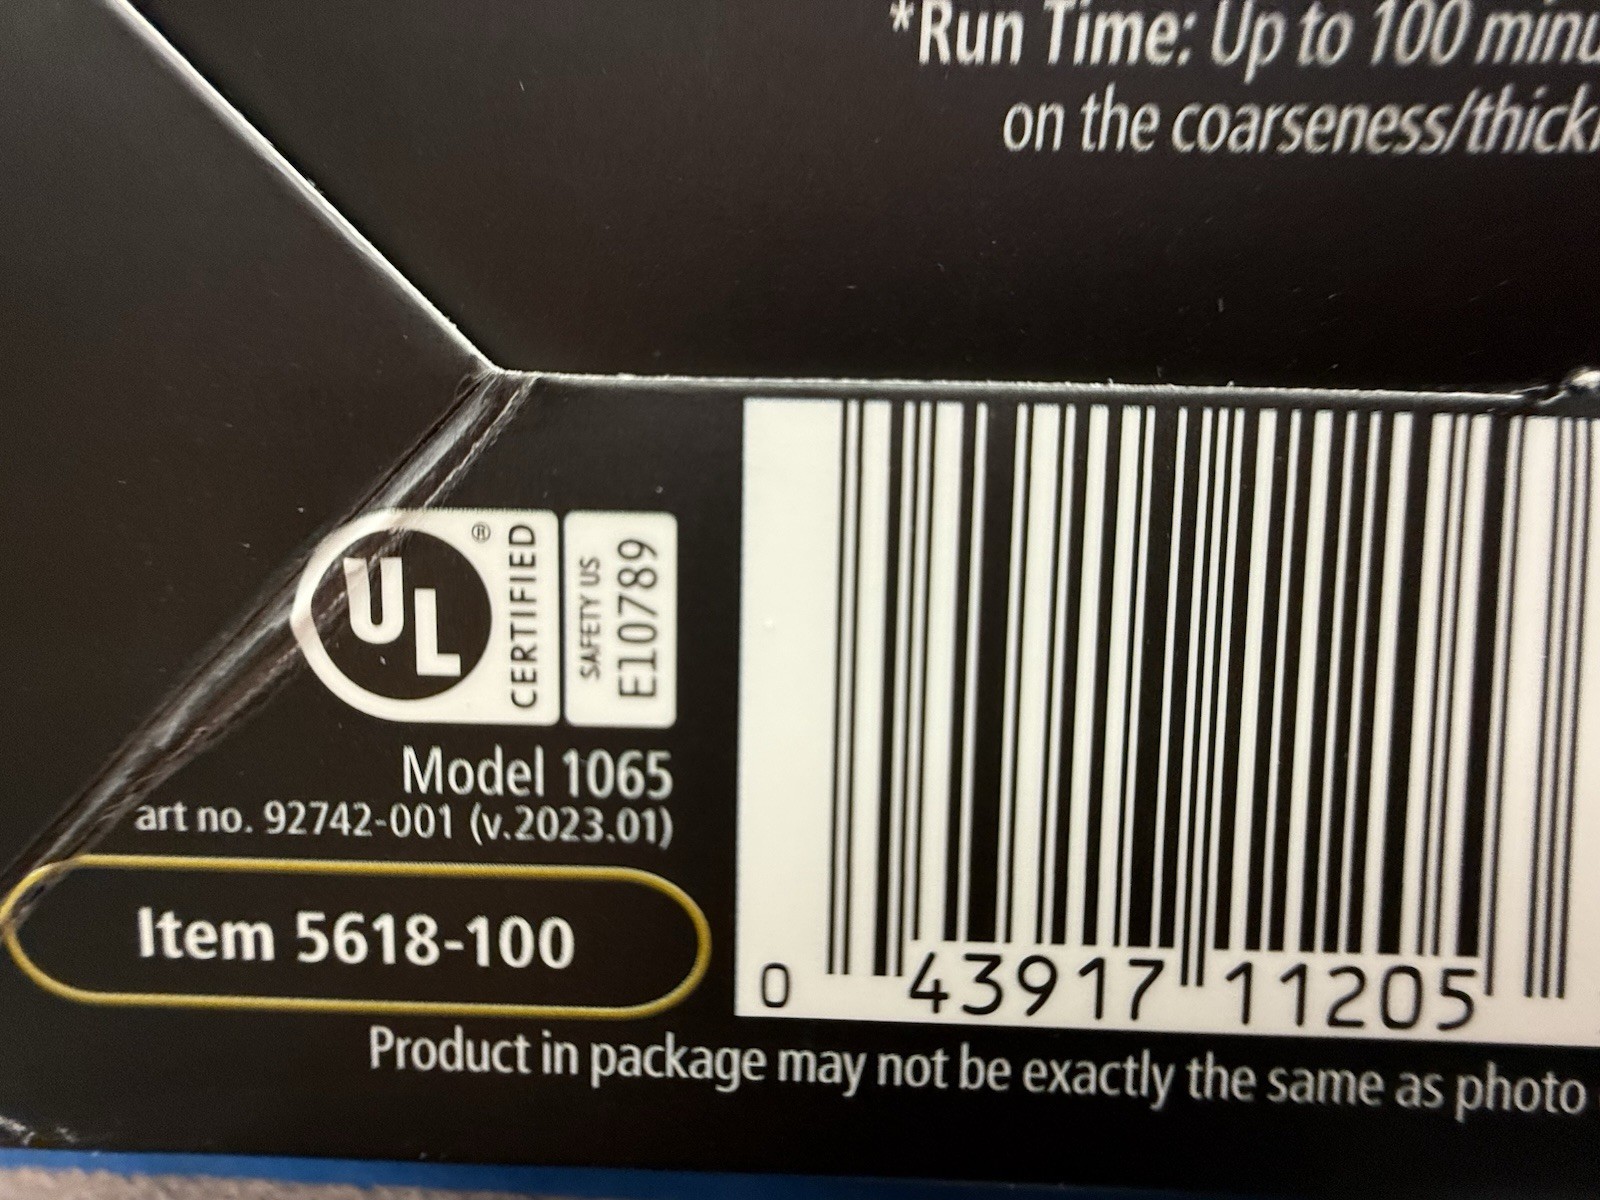 *Run Time: Up to 100
on the
UL®
CERTIFIED
SAFETY US
E10789
Model 1065
art no. 92742-001 (v.2023.01)
Item 5618-100
0 43917 11205
Product in package may not be exactly the same as photo